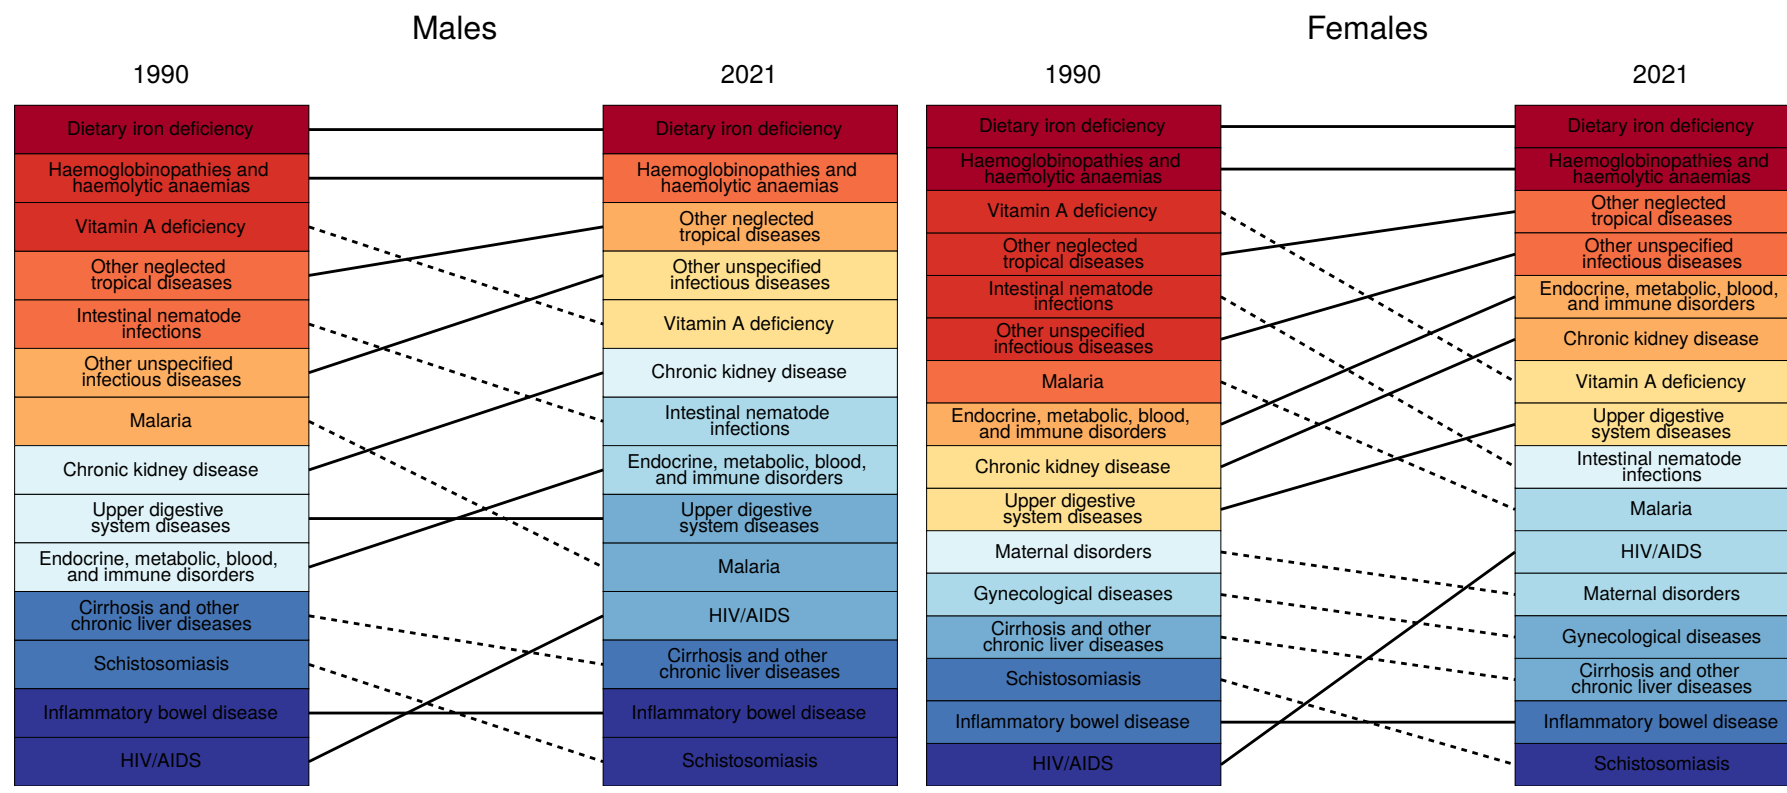 Males
1990
2021
Dietary iron deficiency
Haemoglobinopathies and
haemolytic anaemias
Vitamin A deficiency
Other neglected
tropical diseases
Intestinal nematode
infections
Other unspecified
infectious diseases
Malaria
Chronic kidney disease
Upper digestive
system diseases
Endocrine, metabolic, blood,
and immune disorders
Cirrhosis and other
chronic liver diseases
Schistosomiasis
Inflammatory bowel disease
HIV/AIDS
Dietary iron deficiency
Haemoglobinopathies and
haemolytic anaemias
Other neglected
tropical diseases
Other unspecified
infectious diseases
Vitamin A deficiency
Chronic kidney disease
Intestinal nematode
infections
Endocrine, metabolic, blood,
and immune disorders
Upper digestive
system diseases
Malaria
HIV/AIDS
Cirrhosis and other
chronic liver diseases
Inflammatory bowel disease
Schistosomiasis
Females
1990
2021
Dietary iron deficiency
Haemoglobinopathies and
haemolytic anaemias
Vitamin A deficiency
Other neglected
tropical diseases
Intestinal nematode
infections
Other unspecified
infectious diseases
Malaria
Endocrine, metabolic, blood,
and immune disorders
Chronic kidney disease
Upper digestive
system diseases
Maternal disorders
Gynecological diseases
Cirrhosis and other
chronic liver diseases
Schistosomiasis
Inflammatory bowel disease
HIV/AIDS
Dietary iron deficiency
Haemoglobinopathies and
haemolytic anaemias
Other neglected
tropical diseases
Other unspecified
infectious diseases
Endocrine, metabolic, blood,
and immune disorders
Chronic kidney disease
Vitamin A deficiency
Upper digestive
system diseases
Intestinal nematode
infections
Malaria
HIV/AIDS
Maternal disorders
Gynecological diseases
Cirrhosis and other
chronic liver diseases
Inflammatory bowel disease
Schistosomiasis